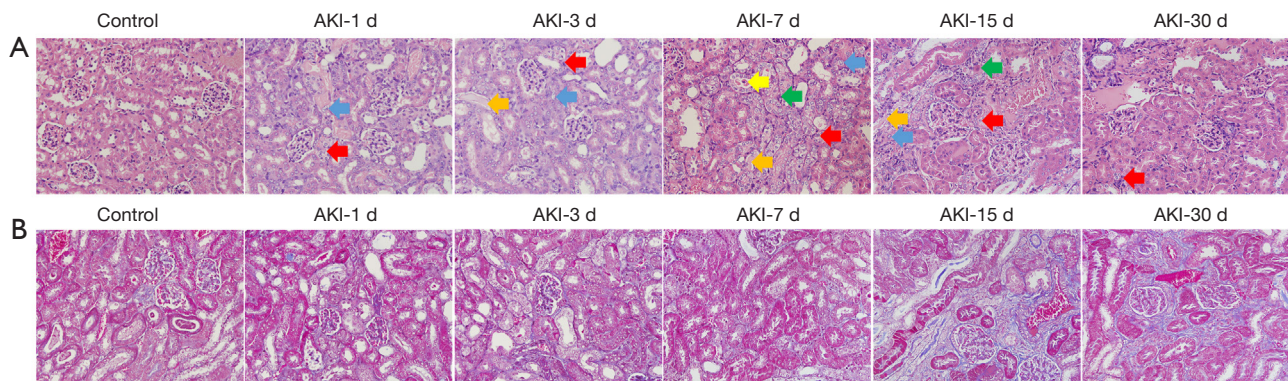 Control AKI-1 d AKI-3 d AKI-7 d AKI-15 d AKI-30 d
A
Control AKI-1 d AKI-3 d AKI-7 d AKI-15 d AKI-30 d
B